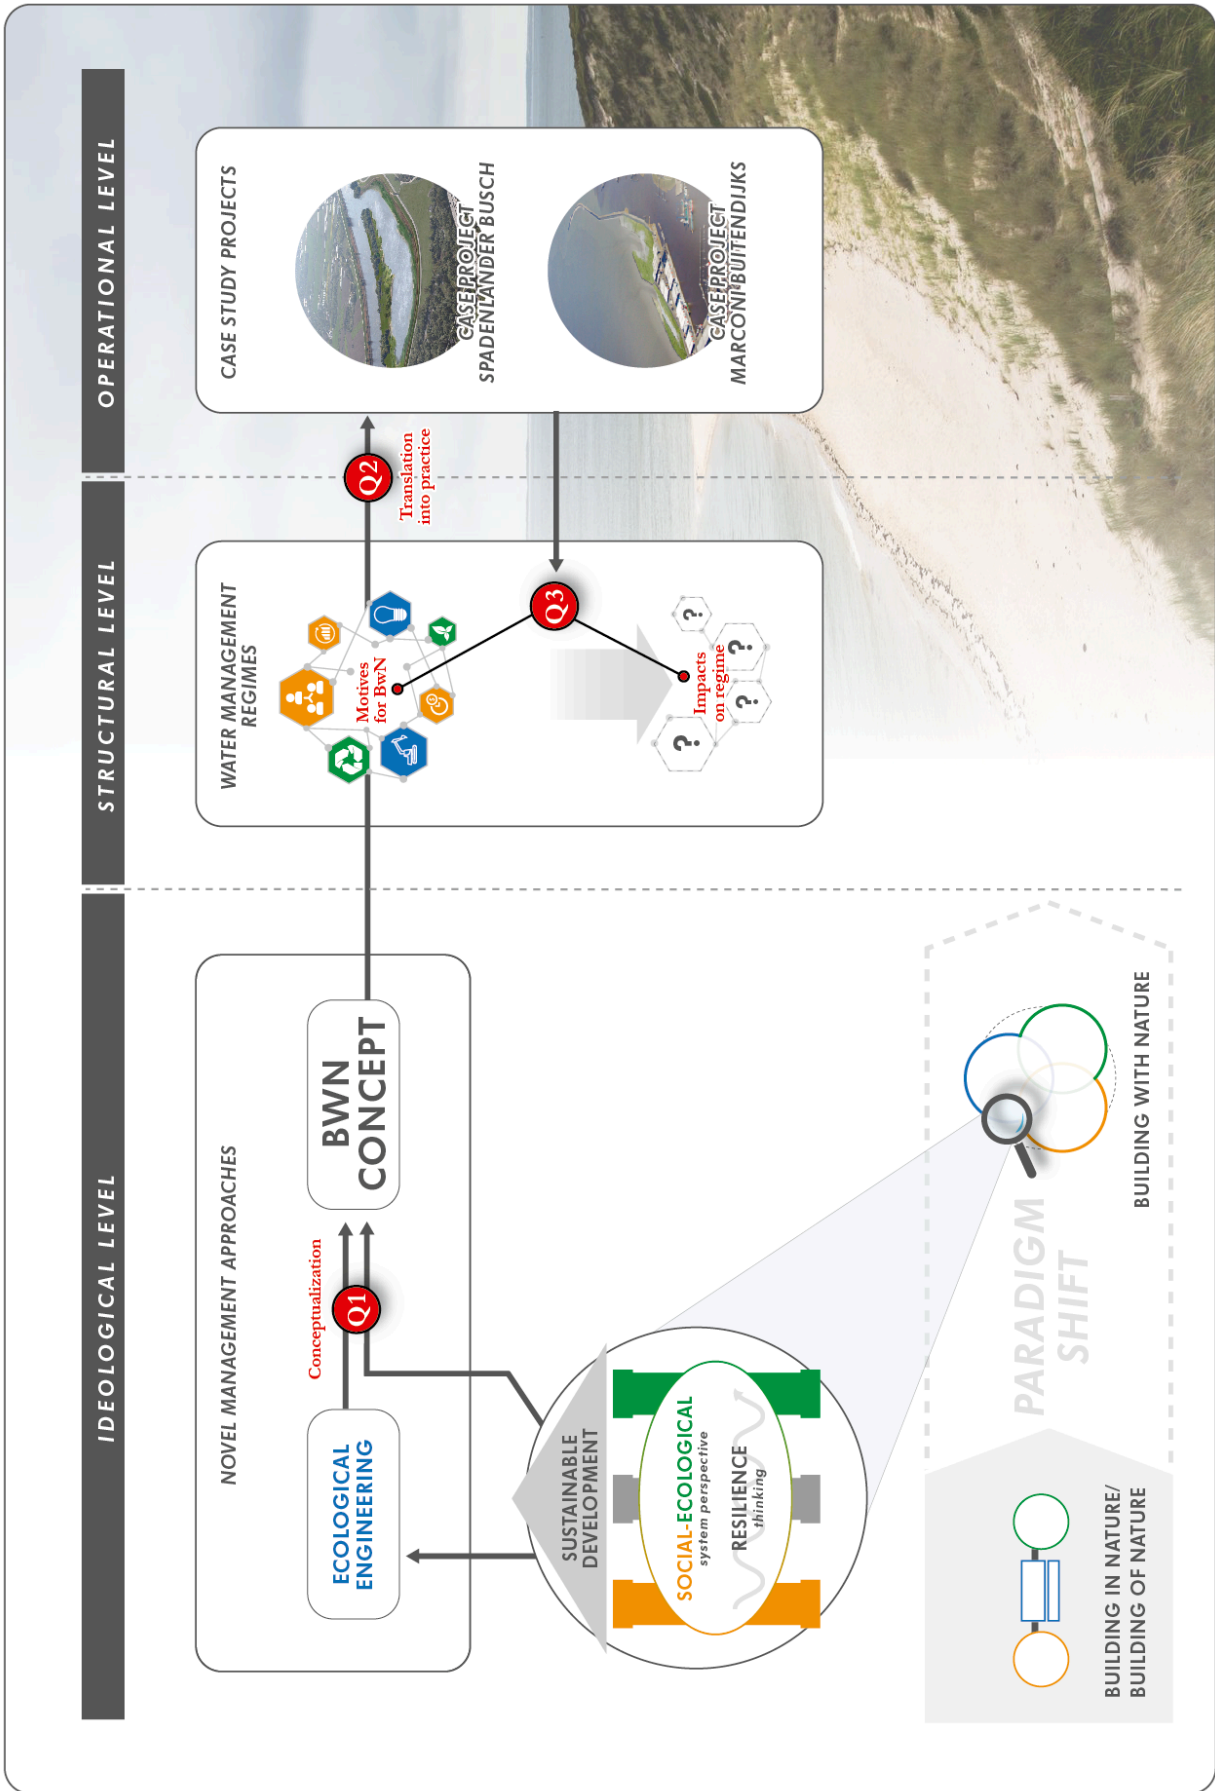 IDEOLOGICAL LEVEL
STRUCTURAL LEVEL
OPERATIONAL LEVEL
NOVEL MANAGEMENT APPROACHES
ECOLOGICAL
ENGINEERING
Conceptualization
Q1
BWN
CONCEPT
SUSTAINABLE
DEVELOPMENT
SOCIAL-ECOLOGICAL
system perspective
RESILIENCE
thinking
BUILDING IN NATURE/
BUILDING OF NATURE
PARADIGM
SHIFT
BUILDING WITH NATURE
WATER MANAGEMENT
REGIMES
Motives
for BwN
Q3
Impacts
on regime
?
?
?
?
Q2
Translation
into practice
CASE STUDY PROJECTS
CASE PROJECT
SPADENLANDER BUSCH
CASE PROJECT
MARCONI BUITENDIJKS